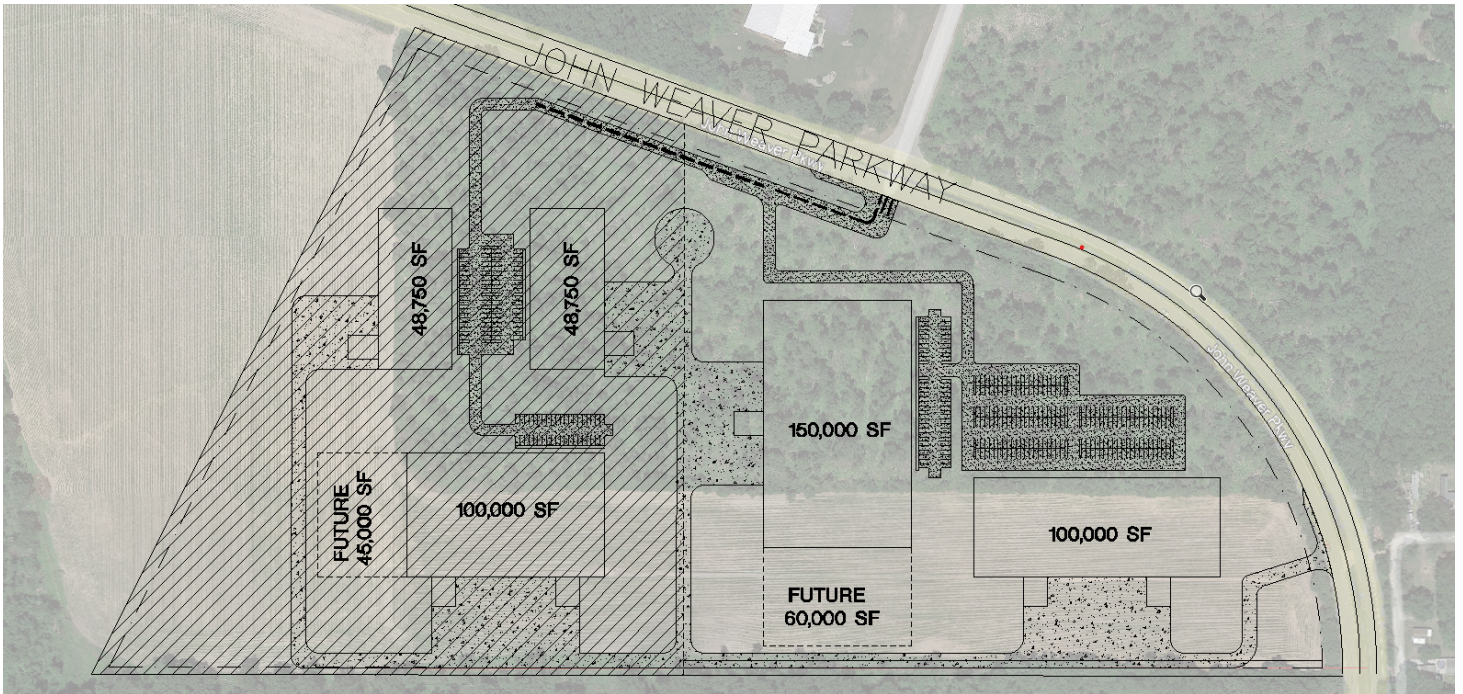 JOHN WEAVER PARKWAY
John Weaver Pkwy
John Weaver Pkwy
48,750 SF
48,750 SF
150,000 SF
FUTURE
45,000 SF
100,000 SF
100,000 SF
FUTURE
60,000 SF